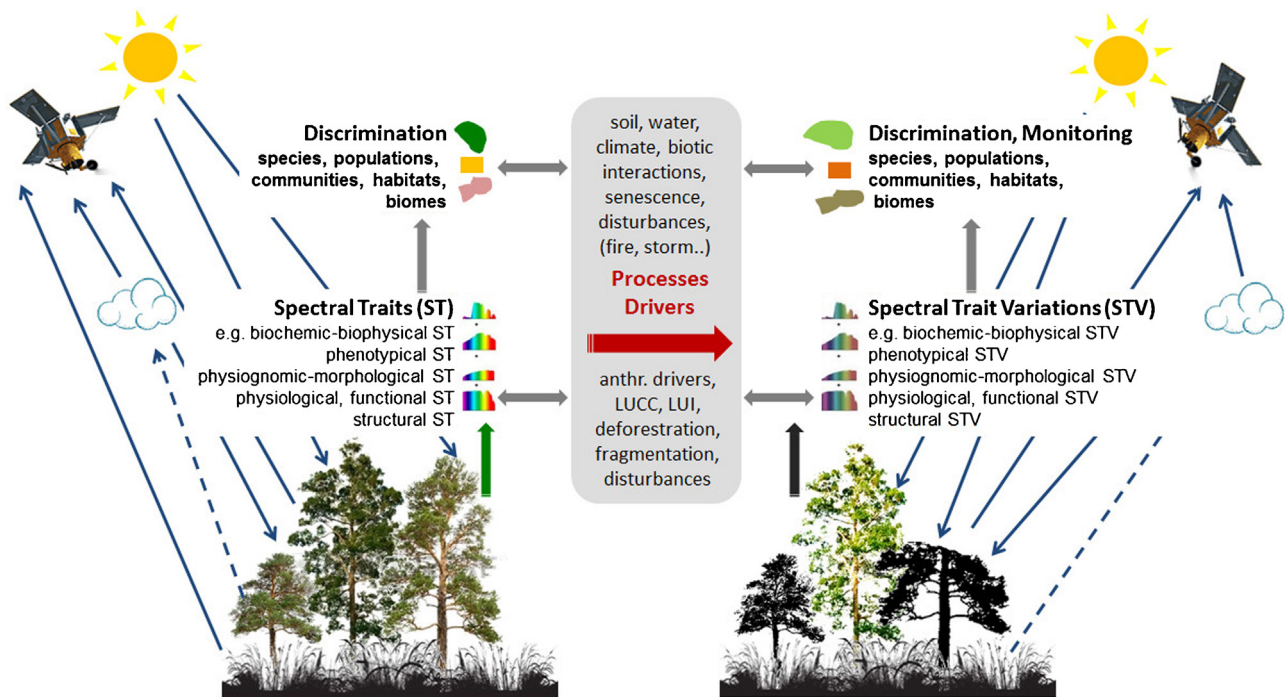 Discrimination
species, populations,
communities, habitats,
biomes
Spectral Traits (ST)
e.g. biochemic-biophysical ST
phenotypical ST
physiognomic-morphological ST
physiological, functional ST
structural ST
soil, water,
climate, biotic
interactions,
senescence,
disturbances,
(fire, storm..)
Processes
Drivers
anthr. drivers,
LUCC, LUI,
deforestration,
fragmentation,
disturbances
Discrimination, Monitoring
species, populations,
communities, habitats,
biomes
Spectral Trait Variations (STV)
e.g. biochemic-biophysical STV
phenotypical STV
physiognomic-morphological STV
physiological, functional STV
structural STV